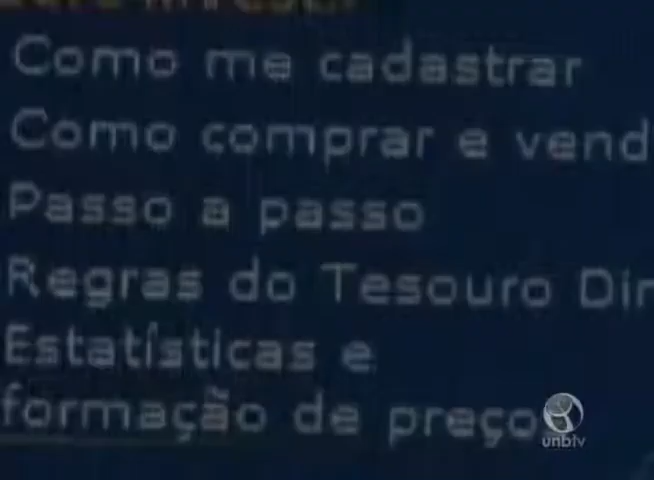 Como me cadastrar
Como comprar e vend
Passo a passo
Regras do Tesouro Dir
Estatísticas e
formação de preço
unbtv